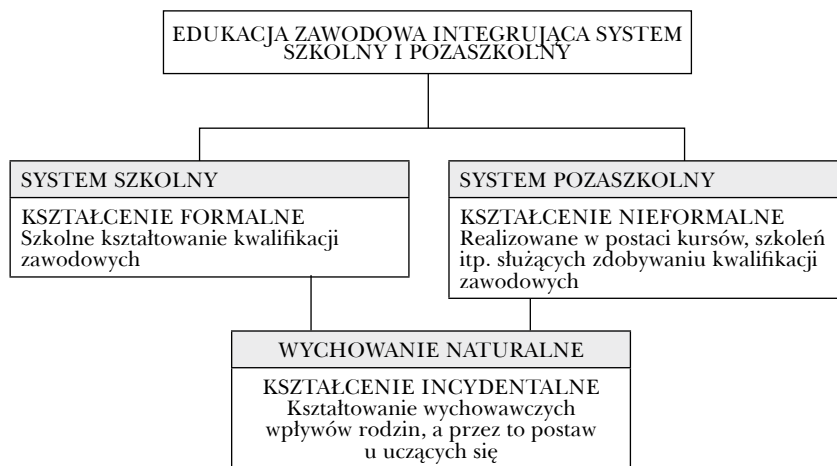 EDUKACJA ZAWODOWA INTEGRUJĄCA SYSTEM
SZKOLNY I POZASZKOLNY
SYSTEM SZKOLNY
KSZTAŁCENIE FORMALNE
Szkolne kształtowanie kwalifikacji
zawodowych
SYSTEM POZASZKOLNY
KSZTAŁCENIE NIEFORMALNE
Realizowane w postaci kursów, szkoleń
itp. służących zdobywaniu kwalifikacji
zawodowych
WYCHOWANIE NATURALNE
KSZTAŁCENIE INCYDENTALNE
Kształtowanie wychowawczych
wpływów rodzin, a przez to postaw
u uczących się